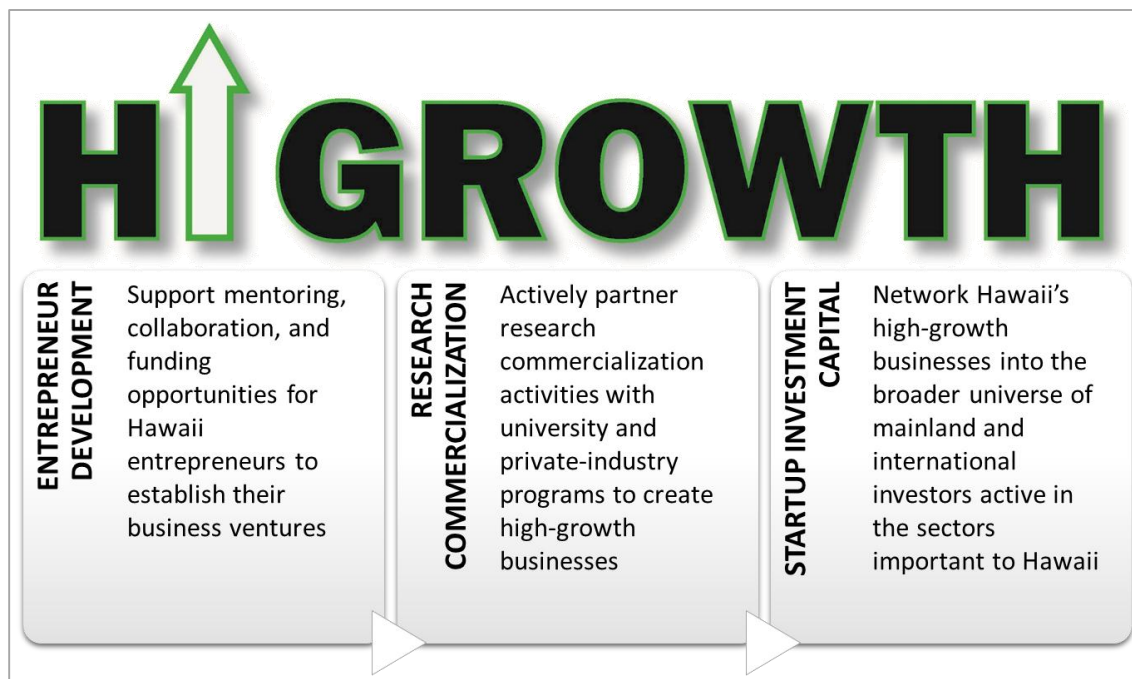 HI GROWTH
ENTREPRENEUR
DEVELOPMENT
Support mentoring,
collaboration, and
funding
opportunities for
Hawaii
entrepreneurs to
establish their
business ventures
RESEARCH
COMMERCIALIZATION
Actively partner
research
commercialization
activities with
university and
private-industry
programs to create
high-growth
businesses
STARTUP INVESTMENT
CAPITAL
Network Hawaii’s
high-growth
businesses into the
broader universe of
mainland and
international
investors active in
the sectors
important to Hawaii